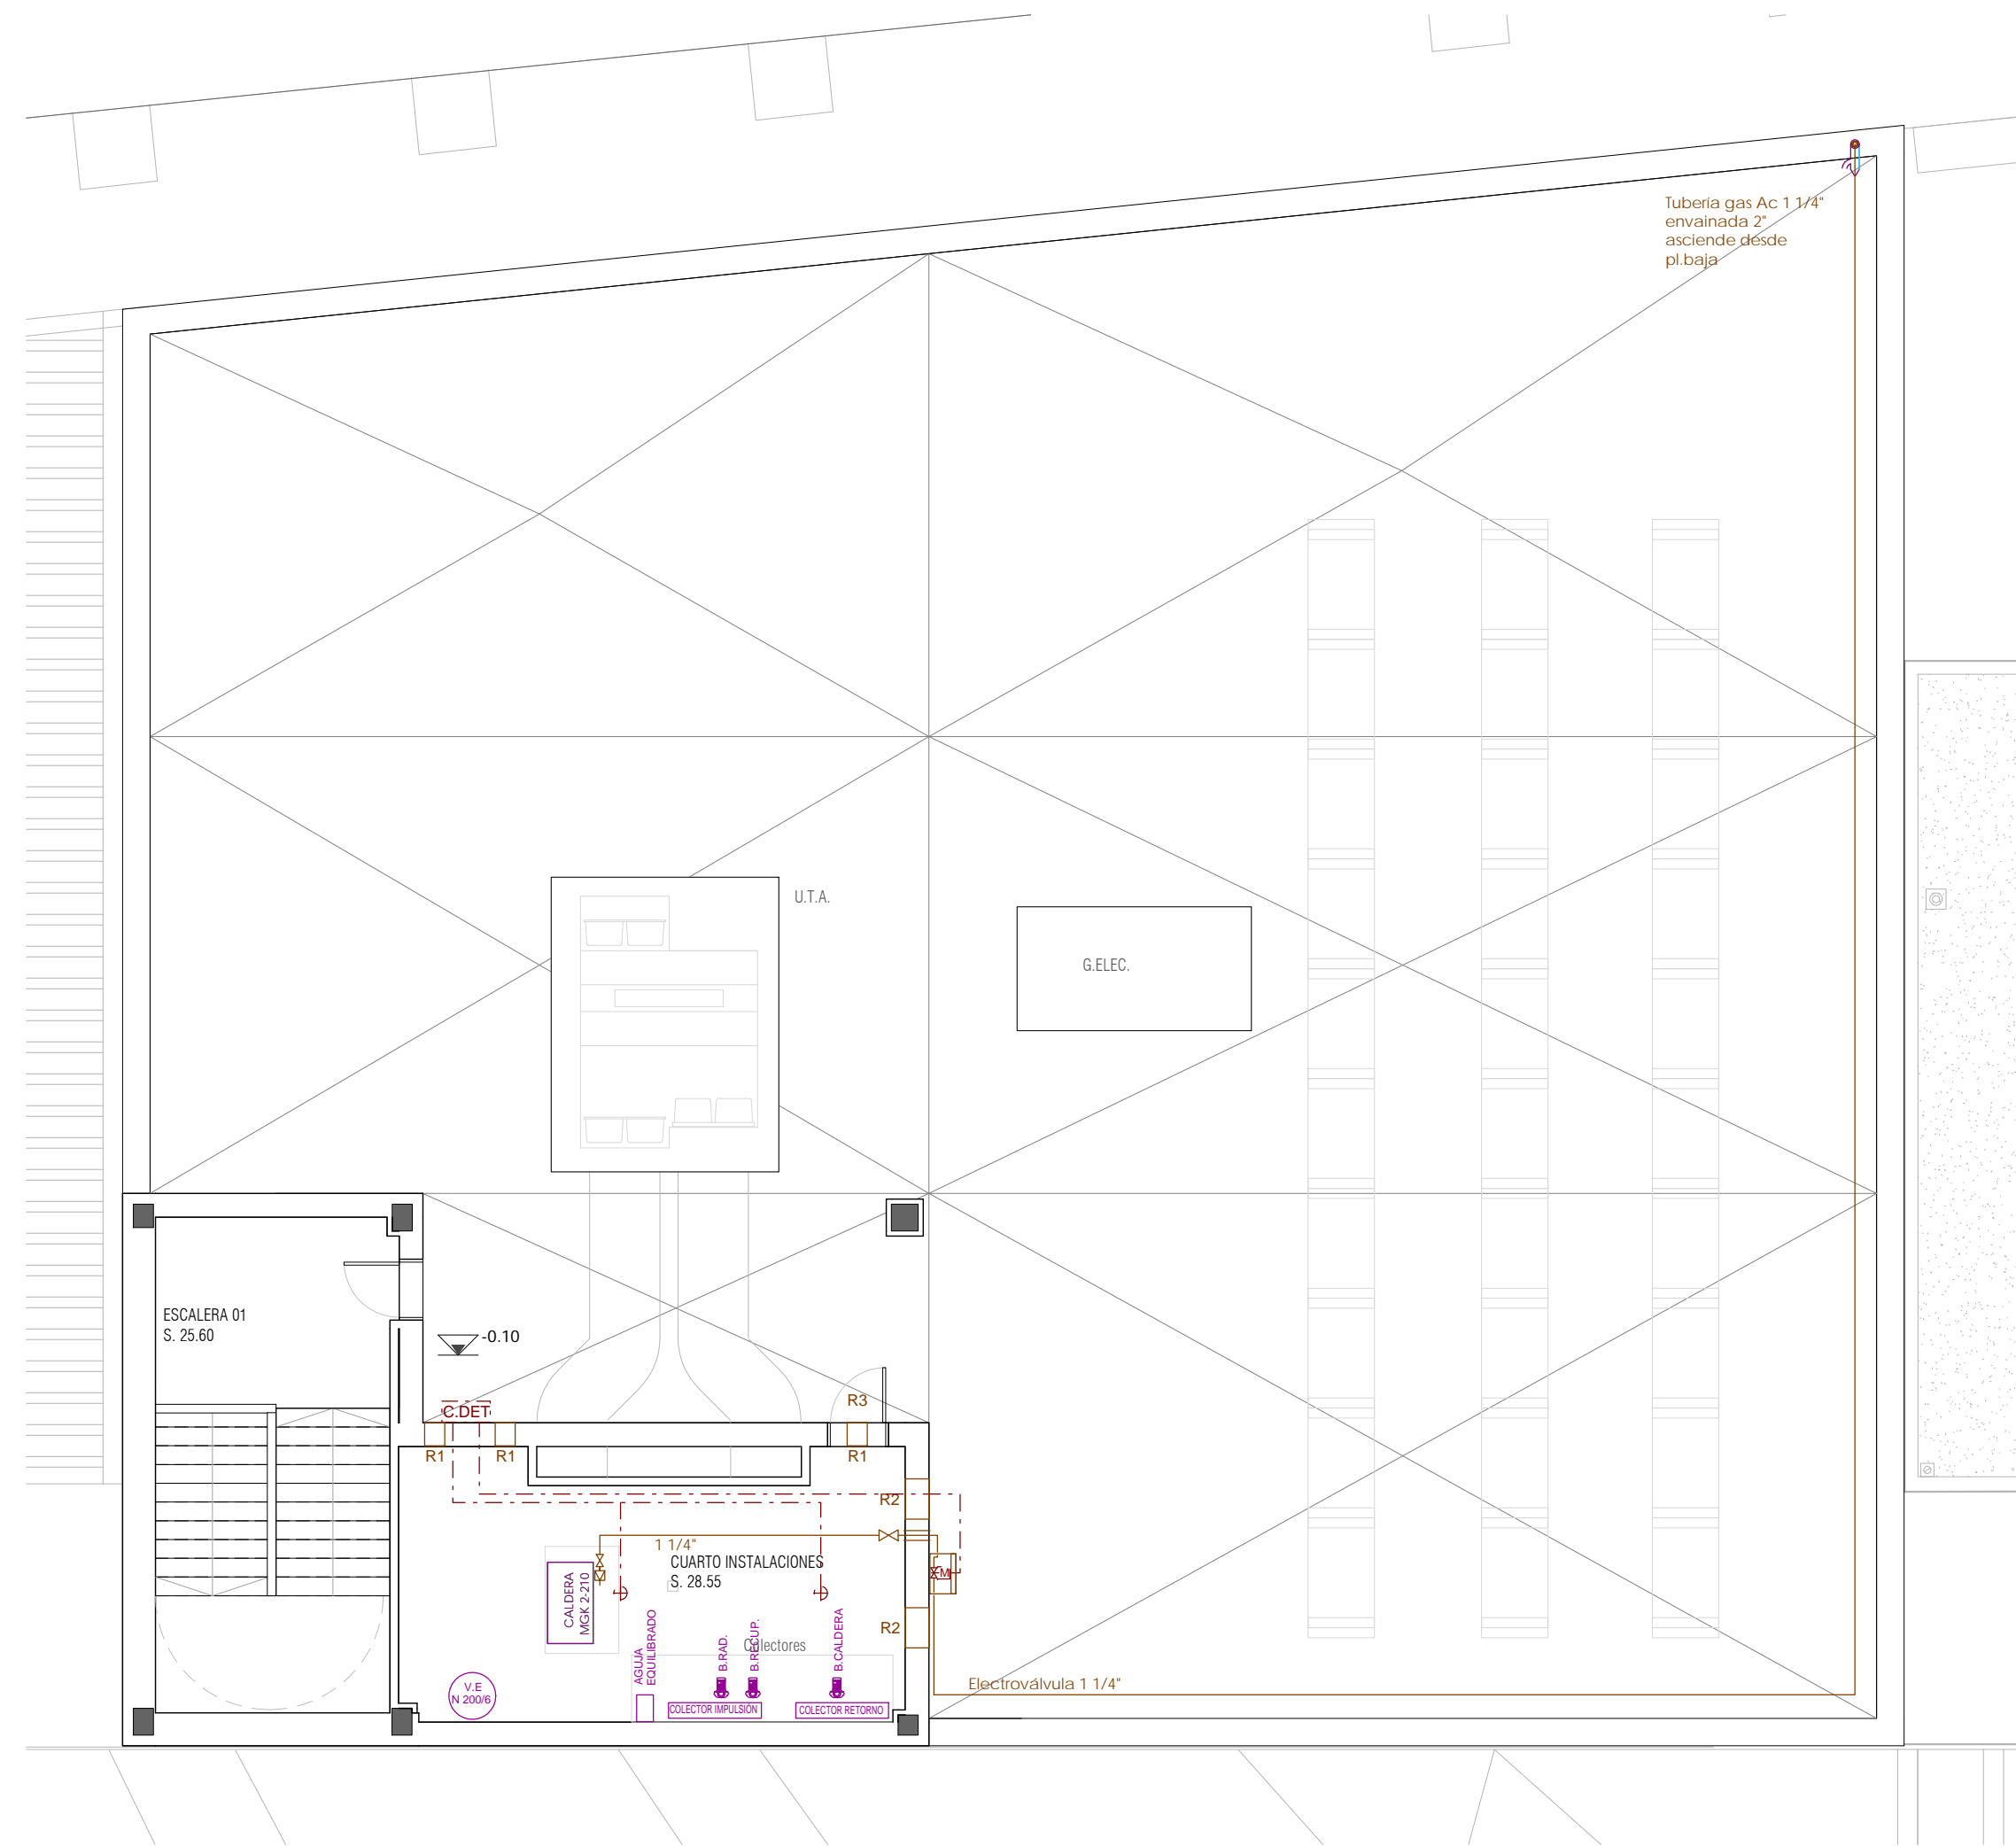 Tubería gas Ac 1 1/4"
envainada 2"
asciende desde
pl.baja
U.T.A.
G.ELEC.
ESCALERA 01
S. 25.60
-0.10
R3
C.DET
R1
R1
R1
R2
1 1/4"
CUARTO INSTALACIONES
S. 28.55
M
CALDERA
MGK 2-210
R2
AGUJA
EQUILIBRADO
B.RAD.
B.RECUP.
B.CALDERA
Colectores
V.E
N 200/6
COLECTOR IMPULSIÓN
COLECTOR RETORNO
Electroválvula 1 1/4"